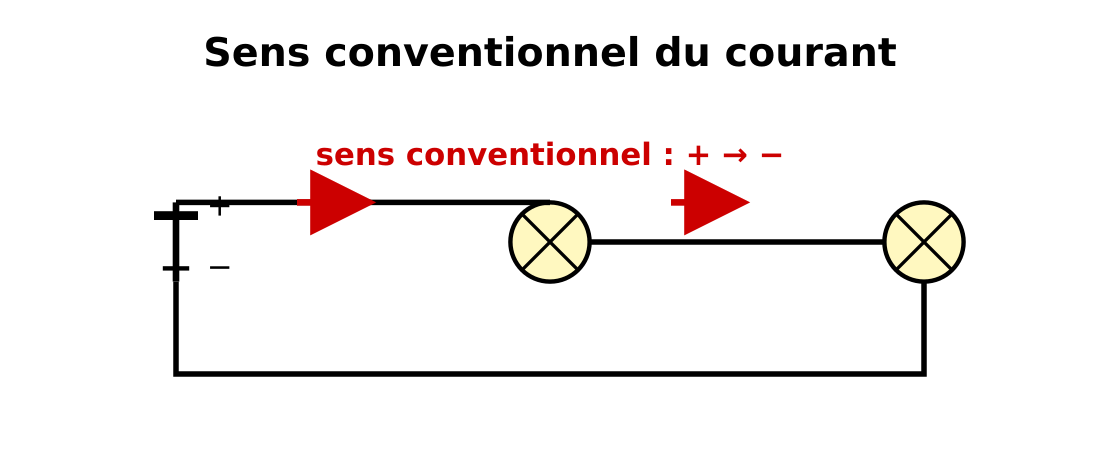 Sens conventionnel du courant
sens conventionnel : + → −
+
−